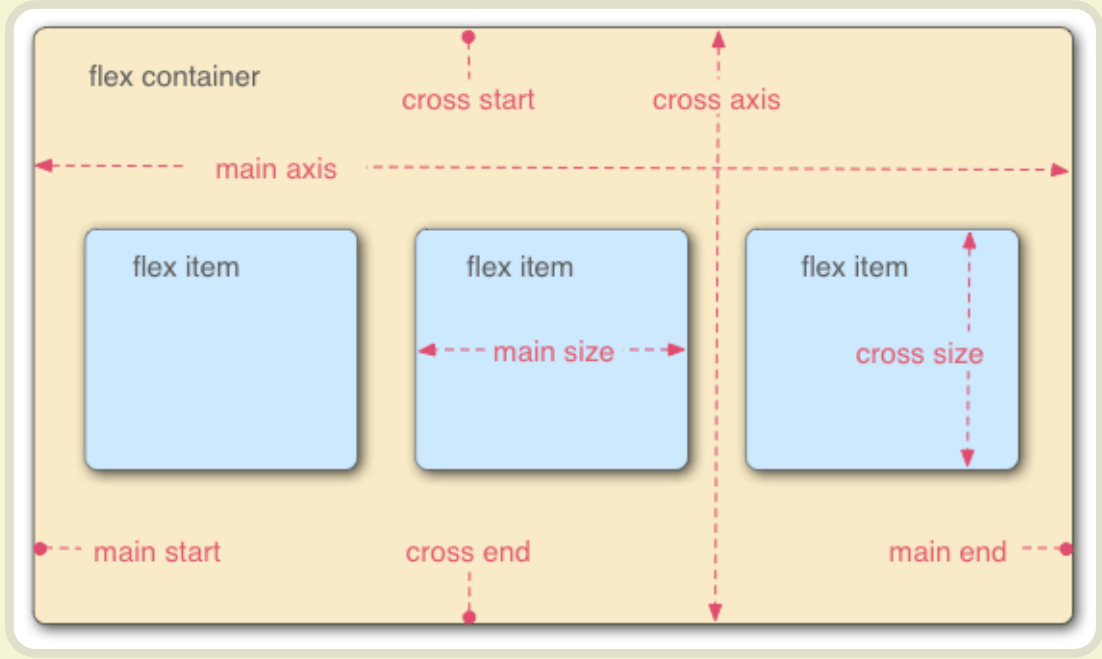 flex container
cross start
cross axis
main axis
flex item
flex item
flex item
main size
cross size
main start
cross end
main end